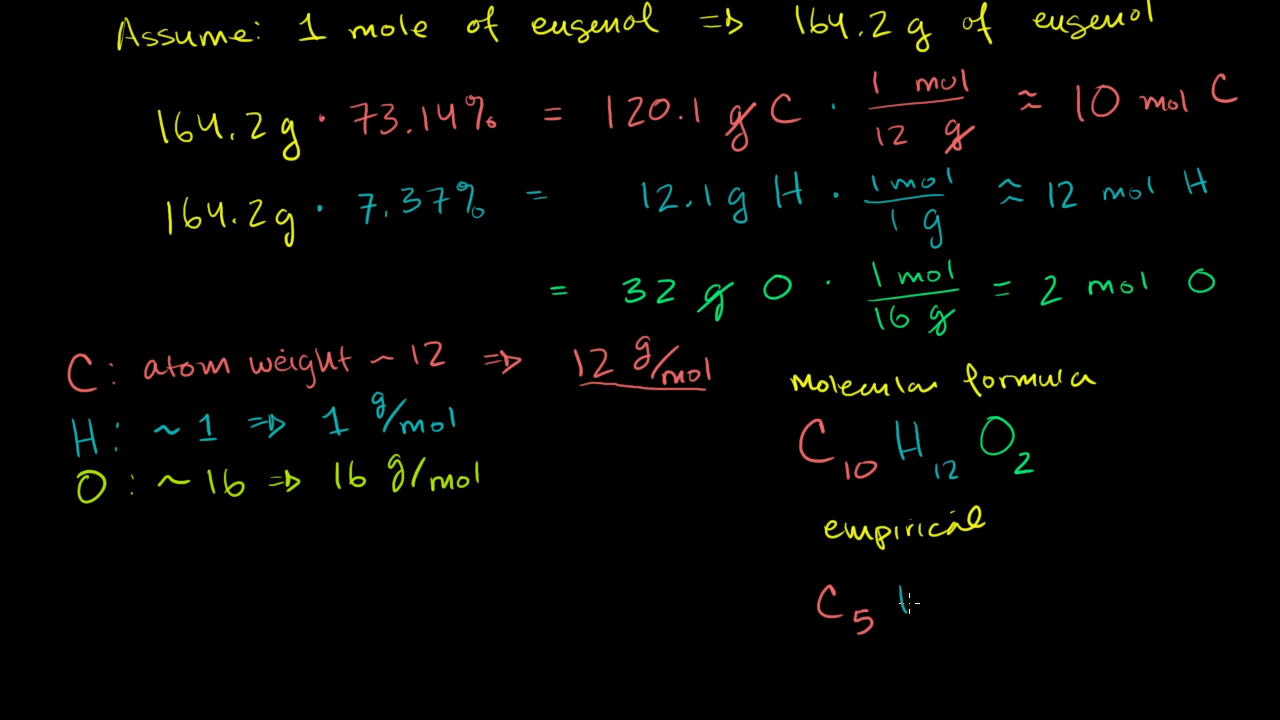 Assume: 1 mole of eugenol => 164.2 g of eugenol
164.2g · 73.14% = 120.1 g C · 1 mol / 12 g ≈ 10 mol C
164.2g · 7.37% = 12.1g H · 1 mol / 1 g ≈ 12 mol H
= 32 g O · 1 mol / 16 g = 2 mol O
C: atom weight ~ 12 => 12 g/mol
H: ~ 1 => 1 g/mol
O: ~ 16 => 16 g/mol
Molecular formula
C10 H12 O2
empirical
C5